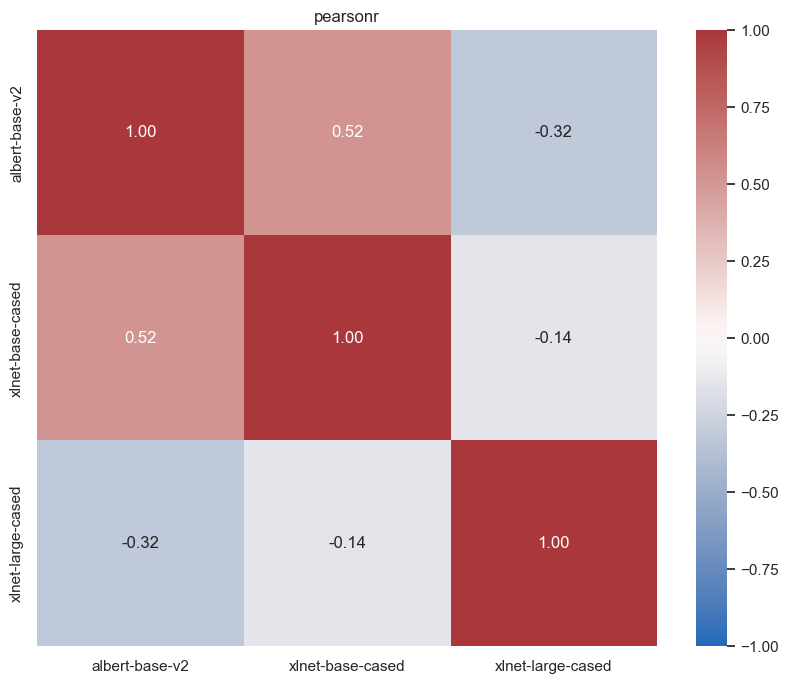 pearsonr
albert-base-v2
1.00
0.52
-0.32
xlnet-base-cased
0.52
1.00
-0.14
xlnet-large-cased
-0.32
-0.14
1.00
albert-base-v2
xlnet-base-cased
xlnet-large-cased
1.00
0.75
0.50
0.25
0.00
−0.25
−0.50
−0.75
−1.00